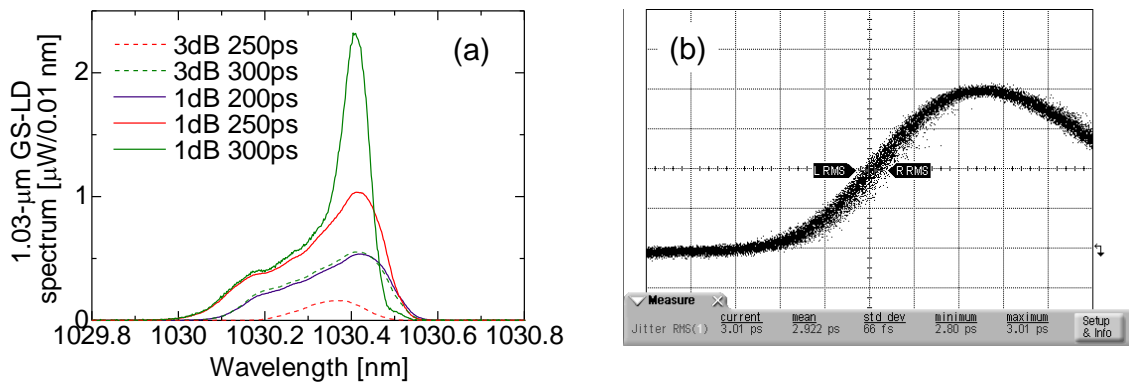 1.03-μm GS-LD
spectrum [μW/0.01 nm]
2
1
0
(a)
3dB 250ps
3dB 300ps
1dB 200ps
1dB 250ps
1dB 300ps
1029.8 1030 1030.2 1030.4 1030.6 1030.8
Wavelength [nm]
(b)
L RMS R RMS
Measure
current mean std dev minimum maximum
Jitter RMS(1) 3.01 ps 2.922 ps 66 fs 2.80 ps 3.01 ps
Setup
& Info